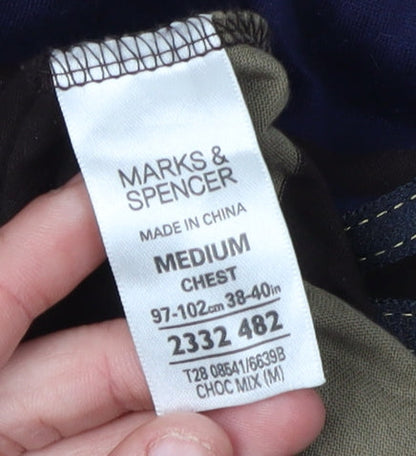 MARKS &
SPENCER
MADE IN CHINA
MEDIUM
CHEST
97-102cm 38-40in
2332 482
T28 08541/6639B
CHOC MIX (M)